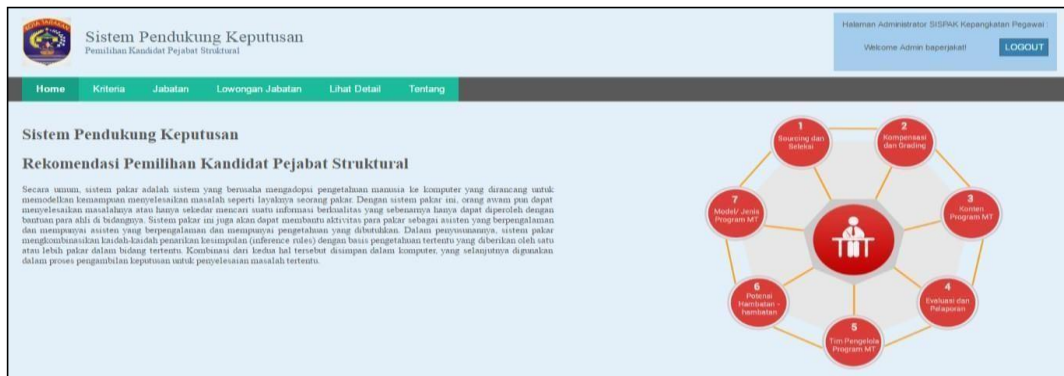 KOTA TARAKAN
Sistem Pendukung Keputusan
Pemilihan Kandidat Pejabat Struktural
Halaman Administrator SISPAK Kepangkatan Pegawai :
Welcome Admin baperjakat!
LOGOUT
Home Kriteria Jabatan Lowongan Jabatan Lihat Detail Tentang
Sistem Pendukung Keputusan
Rekomendasi Pemilihan Kandidat Pejabat Struktural
Secara umum, sistem pakar adalah sistem yang berusaha mengadopsi pengetahuan manusia ke komputer yang dirancang untuk
memodelkan kemampuan menyelesaikan masalah seperti layaknya seorang pakar. Dengan sistem pakar ini, orang awam pun dapat
menyelesaikan masalahnya atau hanya sekedar mencari suatu informasi berkualitas yang sebenarnya hanya dapat diperoleh dengan
bantuan para ahli di bidangnya. Sistem pakar ini juga akan dapat membantu aktivitas para pakar sebagai asisten yang berpengalaman
dan mempunyai asisten yang berpengalaman dan mempunyai pengetahuan yang dibutuhkan. Dalam penyusunannya, sistem pakar
mengkombinasikan kaidah-kaidah penarikan kesimpulan (inference rules) dengan basis pengetahuan tertentu yang diberikan oleh satu
atau lebih pakar dalam bidang tertentu. Kombinasi dari kedua hal tersebut disimpan dalam komputer, yang selanjutnya digunakan
dalam proses pengambilan keputusan untuk penyelesaian masalah tertentu.
1
Sourcing dan
Seleksi
2
Kompensasi
dan Grading
3
Konten
Program MT
4
Evaluasi dan
Pelaporan
5
Tim Pengelola
Program MT
6
Potensi
Hambatan -
hambatan
7
Model/ Jenis
Program MT